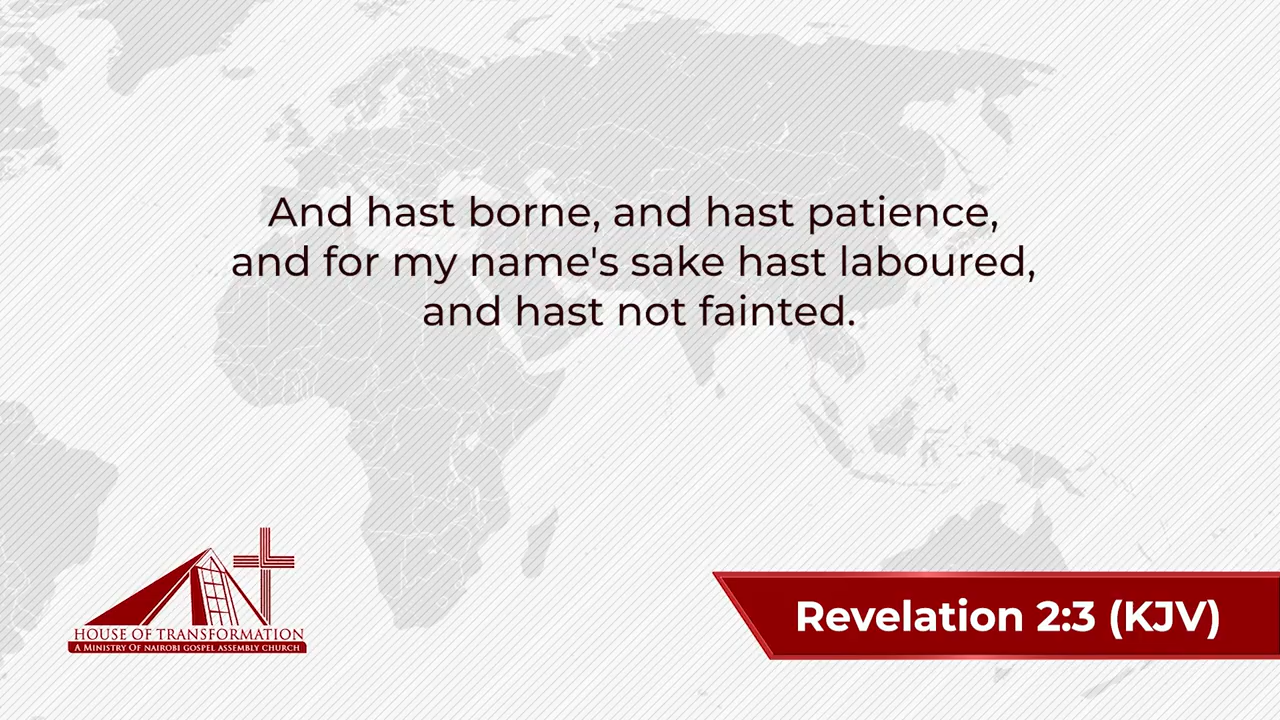 And hast borne, and hast patience,
and for my name's sake hast laboured,
and hast not fainted.
HOUSE OF TRANSFORMATION
A MINISTRY OF NAIROBI GOSPEL ASSEMBLY CHURCH
Revelation 2:3 (KJV)